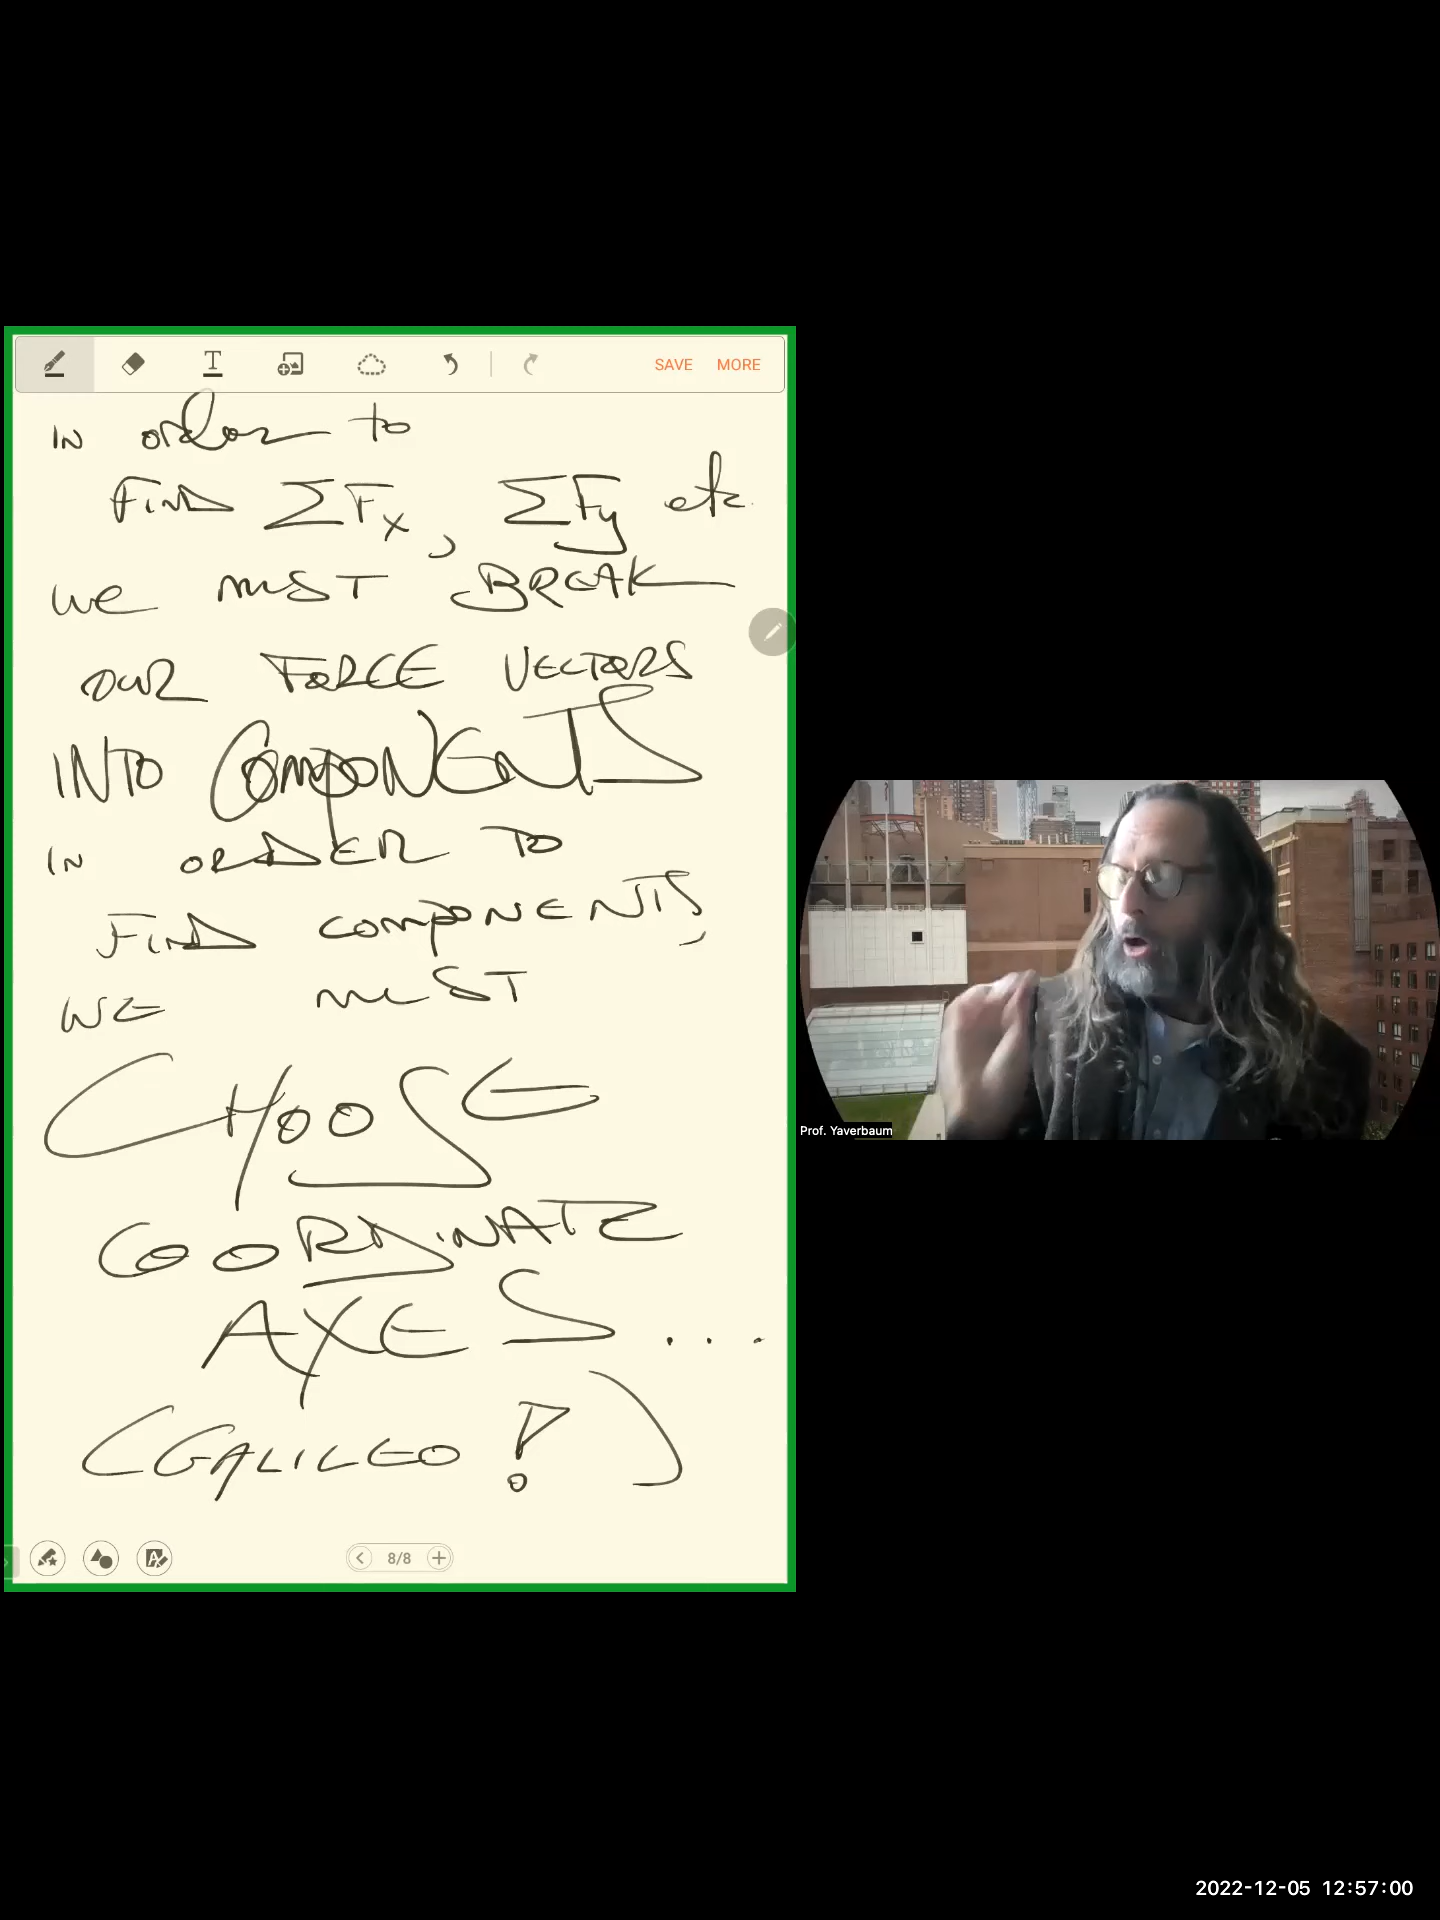 SAVE MORE
IN order to
FIND ΣFx, ΣFy etc.
WE MUST BREAK
OUR FORCE VECTORS
INTO COMPONENTS
IN ORDER TO
FIND COMPONENTS,
WE MUST
CHOOSE
COORDINATE
AXES...
(GALILEO!)
8/8
Prof. Yaverbaum
2022-12-05 12:57:00